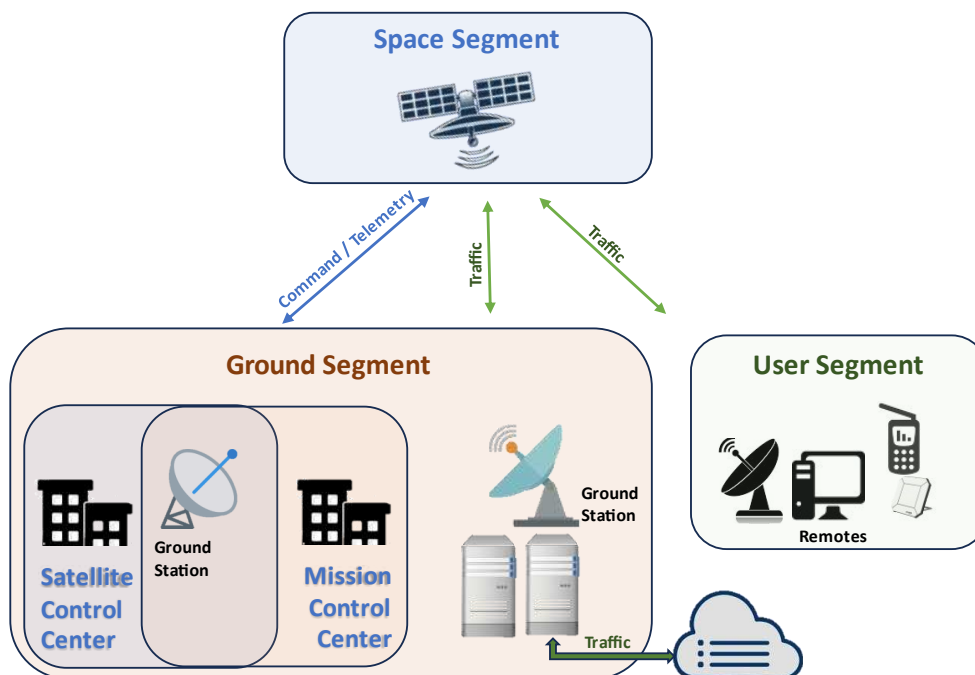 Space Segment
Command / Telemetry
Traffic
Traffic
Ground Segment
User Segment
Ground
Station
Remotes
Ground
Station
Satellite
Control
Center
Mission
Control
Center
Traffic